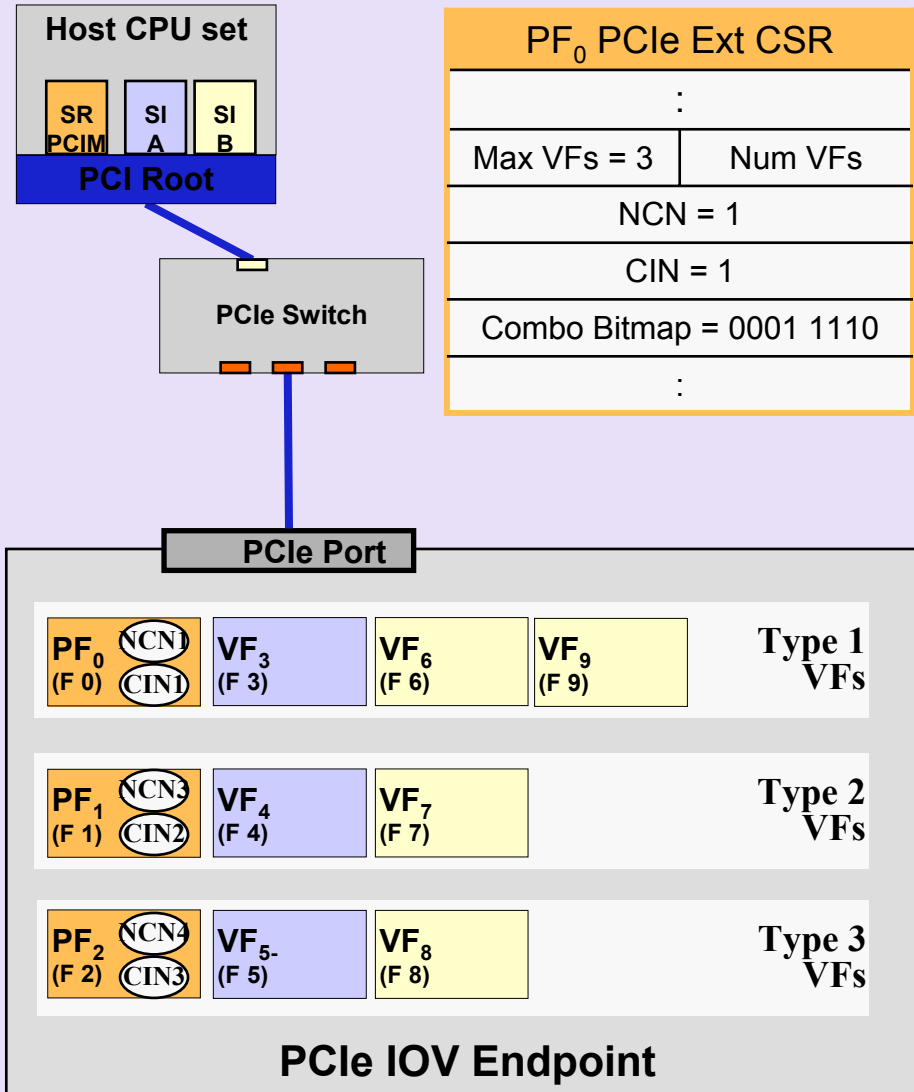 Host CPU set
SR
PCIM
SI
A
SI
B
PCI Root
PCIe Switch
PF0 PCIe Ext CSR
:
Max VFs = 3 Num VFs
NCN = 1
CIN = 1
Combo Bitmap = 0001 1110
:
PCIe Port
PF0
(F 0)
NCN1
CIN1
VF3
(F 3)
VF6
(F 6)
VF9
(F 9)
Type 1
VFs
PF1
(F 1)
NCN3
CIN2
VF4
(F 4)
VF7
(F 7)
Type 2
VFs
PF2
(F 2)
NCN4
CIN3
VF5-
(F 5)
VF8
(F 8)
Type 3
VFs
PCIe IOV Endpoint